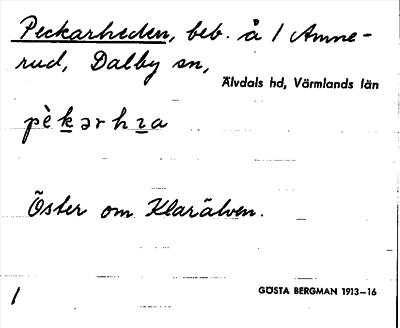 Peckarheden, beb. å 1 Amne-
rud, Dalby sn,
Älvdals hd, Värmlands län
pèkərhɪa
Öster om Klarälven.
1
GÖSTA BERGMAN 1913-16